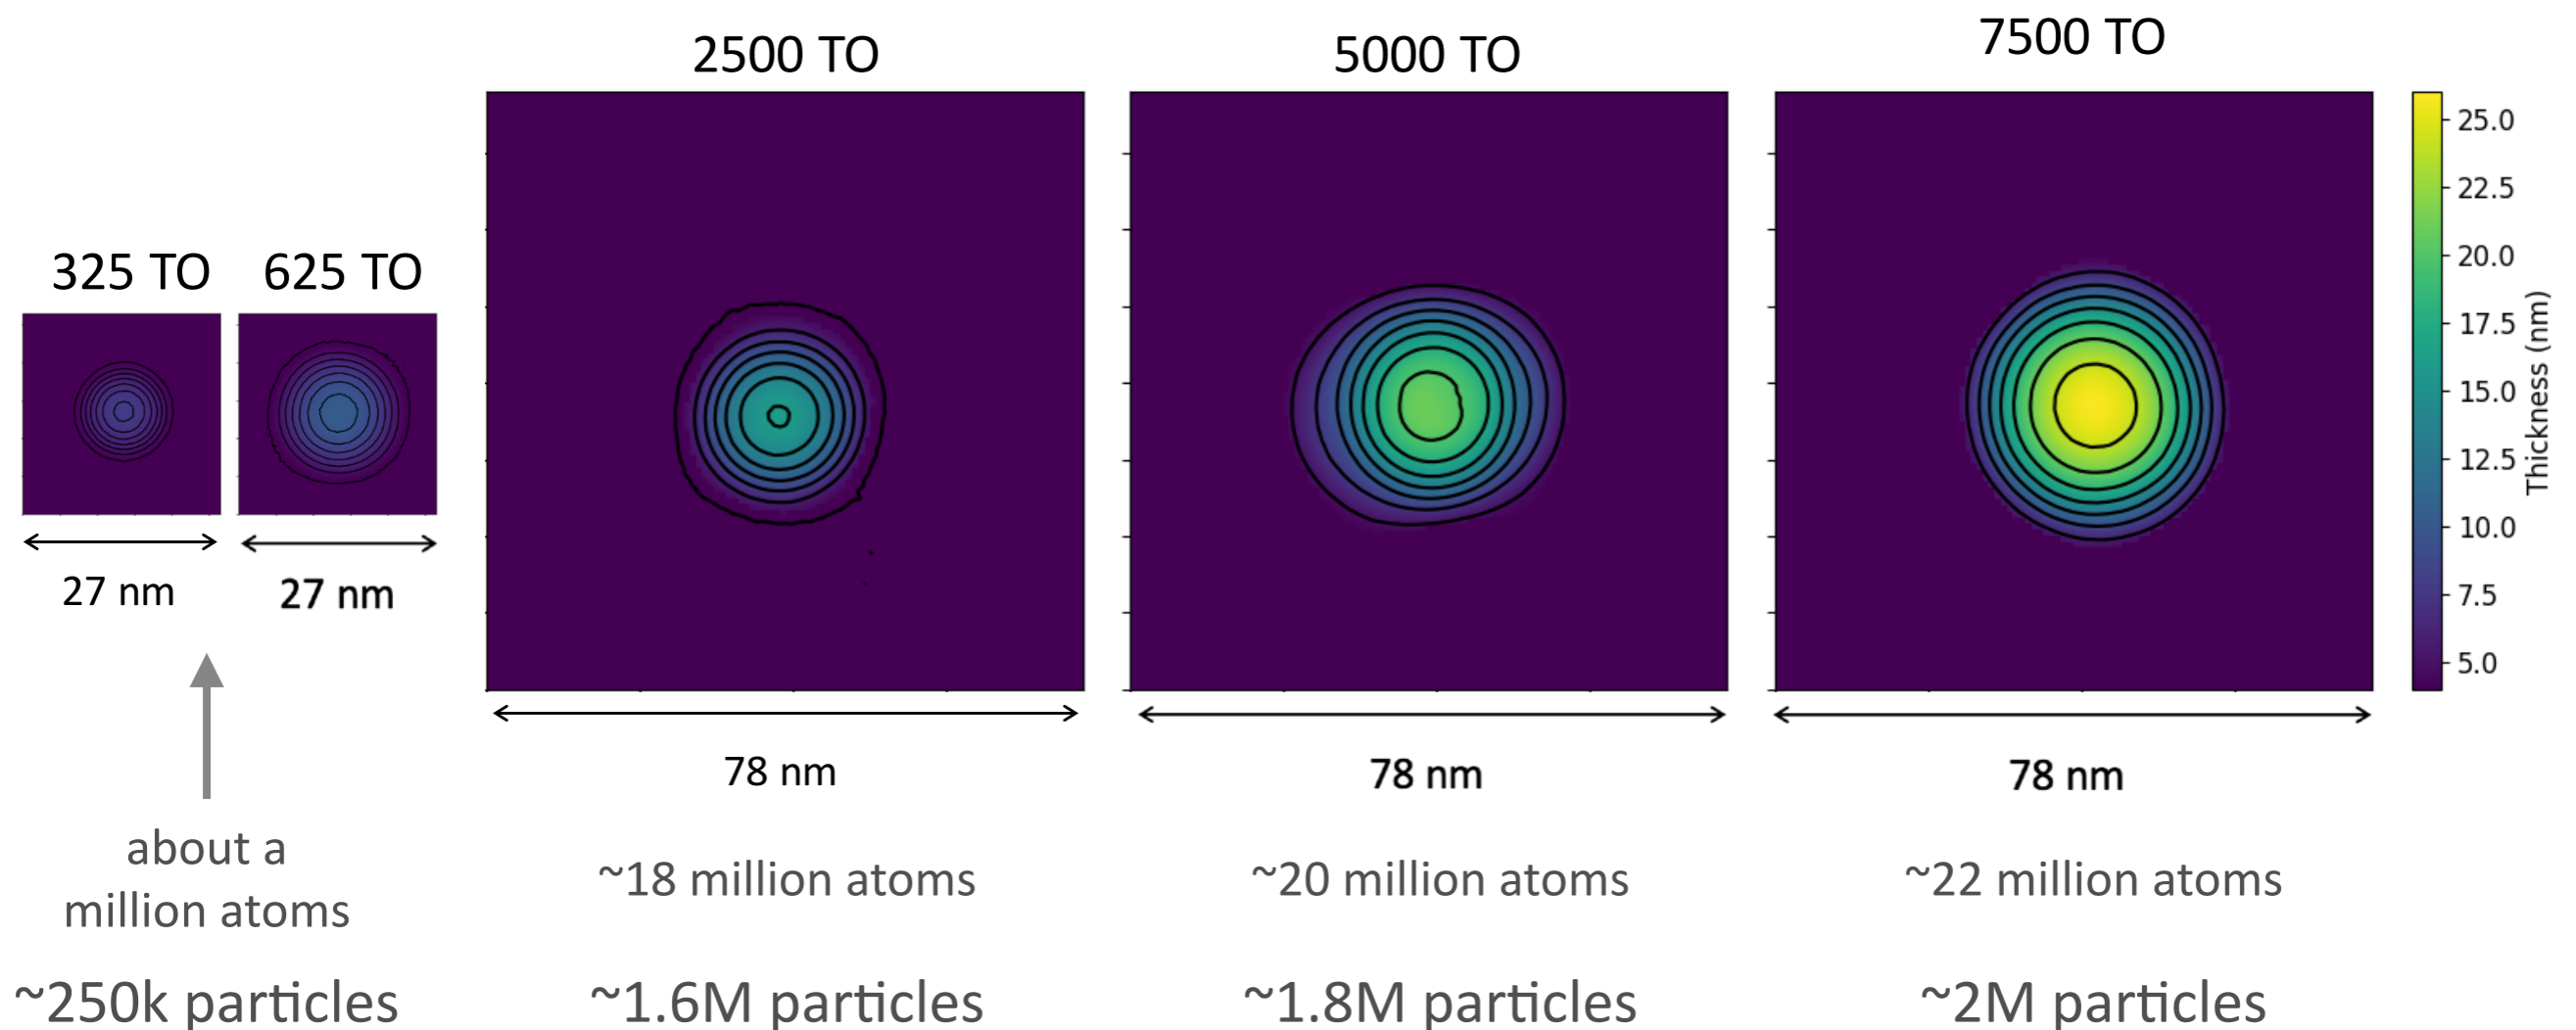 325 TO
625 TO
2500 TO
5000 TO
7500 TO
25.0
22.5
20.0
17.5
15.0
12.5
10.0
7.5
5.0
Thickness (nm)
27 nm
27 nm
78 nm
78 nm
78 nm
about a
million atoms
~18 million atoms
~20 million atoms
~22 million atoms
~250k particles
~1.6M particles
~1.8M particles
~2M particles